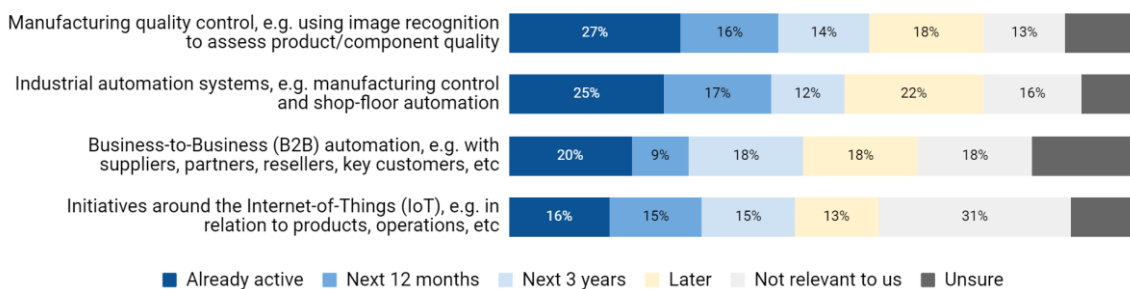 Manufacturing quality control, e.g. using image recognition
to assess product/component quality
27% 16% 14% 18% 13%
Industrial automation systems, e.g. manufacturing control
and shop-floor automation
25% 17% 12% 22% 16%
Business-to-Business (B2B) automation, e.g. with
suppliers, partners, resellers, key customers, etc
20% 9% 18% 18% 18%
Initiatives around the Internet-of-Things (IoT), e.g. in
relation to products, operations, etc
16% 15% 15% 13% 31%
Already active Next 12 months Next 3 years Later Not relevant to us Unsure